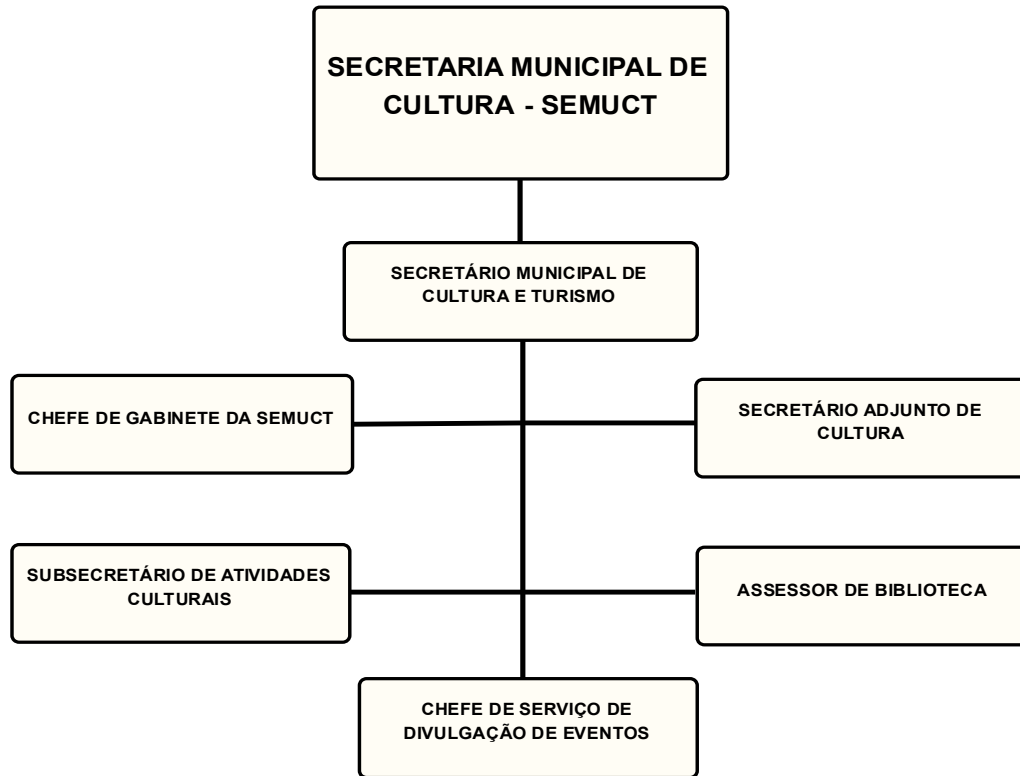 SECRETARIA MUNICIPAL DE
CULTURA - SEMUCT
SECRETÁRIO MUNICIPAL DE
CULTURA E TURISMO
CHEFE DE GABINETE DA SEMUCT
SECRETÁRIO ADJUNTO DE
CULTURA
SUBSECRETÁRIO DE ATIVIDADES
CULTURAIS
ASSESSOR DE BIBLIOTECA
CHEFE DE SERVIÇO DE
DIVULGAÇÃO DE EVENTOS